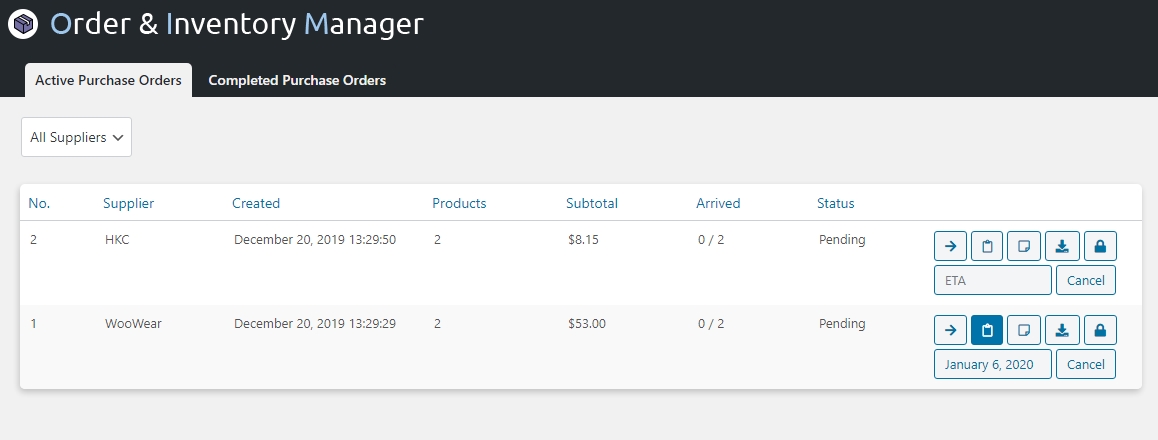 Order & Inventory Manager
Active Purchase Orders Completed Purchase Orders
All Suppliers
No. Supplier Created Products Subtotal Arrived Status
2 HKC December 20, 2019 13:29:50 2 $8.15 0 / 2 Pending
ETA Cancel
1 WooWear December 20, 2019 13:29:29 2 $53.00 0 / 2 Pending
January 6, 2020 Cancel